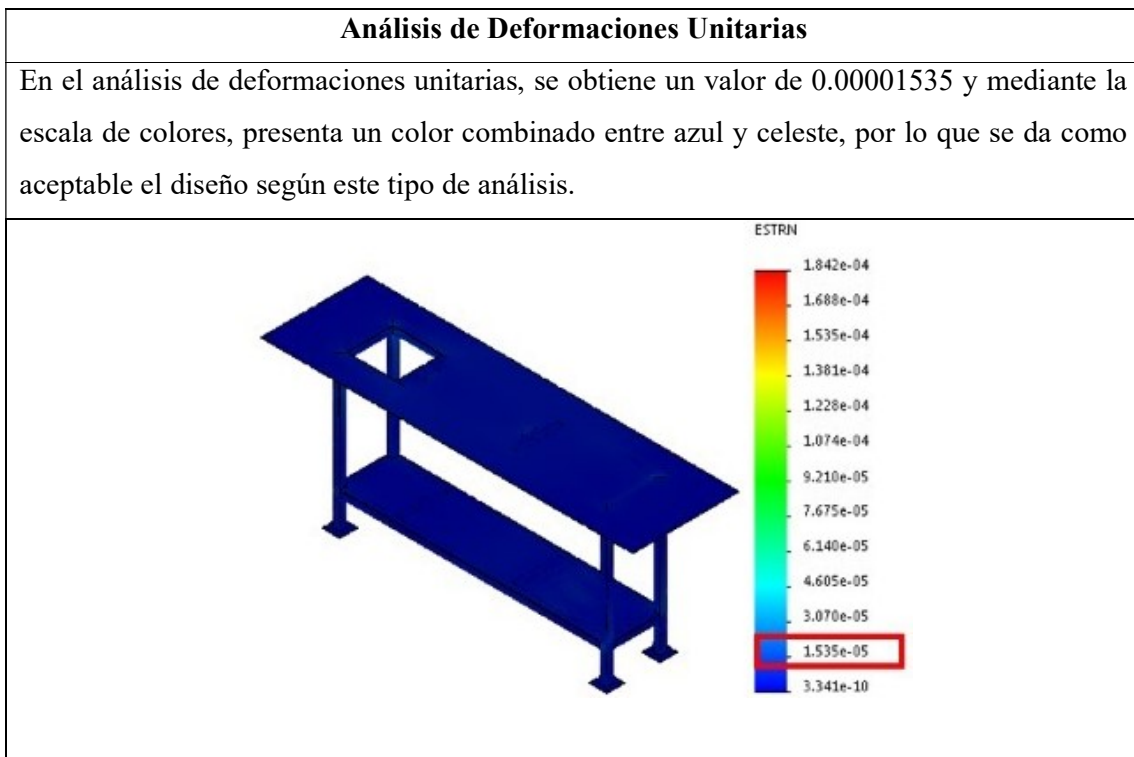 Análisis de Deformaciones Unitarias
En el análisis de deformaciones unitarias, se obtiene un valor de 0.00001535 y mediante la
escala de colores, presenta un color combinado entre azul y celeste, por lo que se da como
aceptable el diseño según este tipo de análisis.
ESTRN
1.842e-04
1.688e-04
1.535e-04
1.381e-04
1.228e-04
1.074e-04
9.210e-05
7.675e-05
6.140e-05
4.605e-05
3.070e-05
1.535e-05
3.341e-10